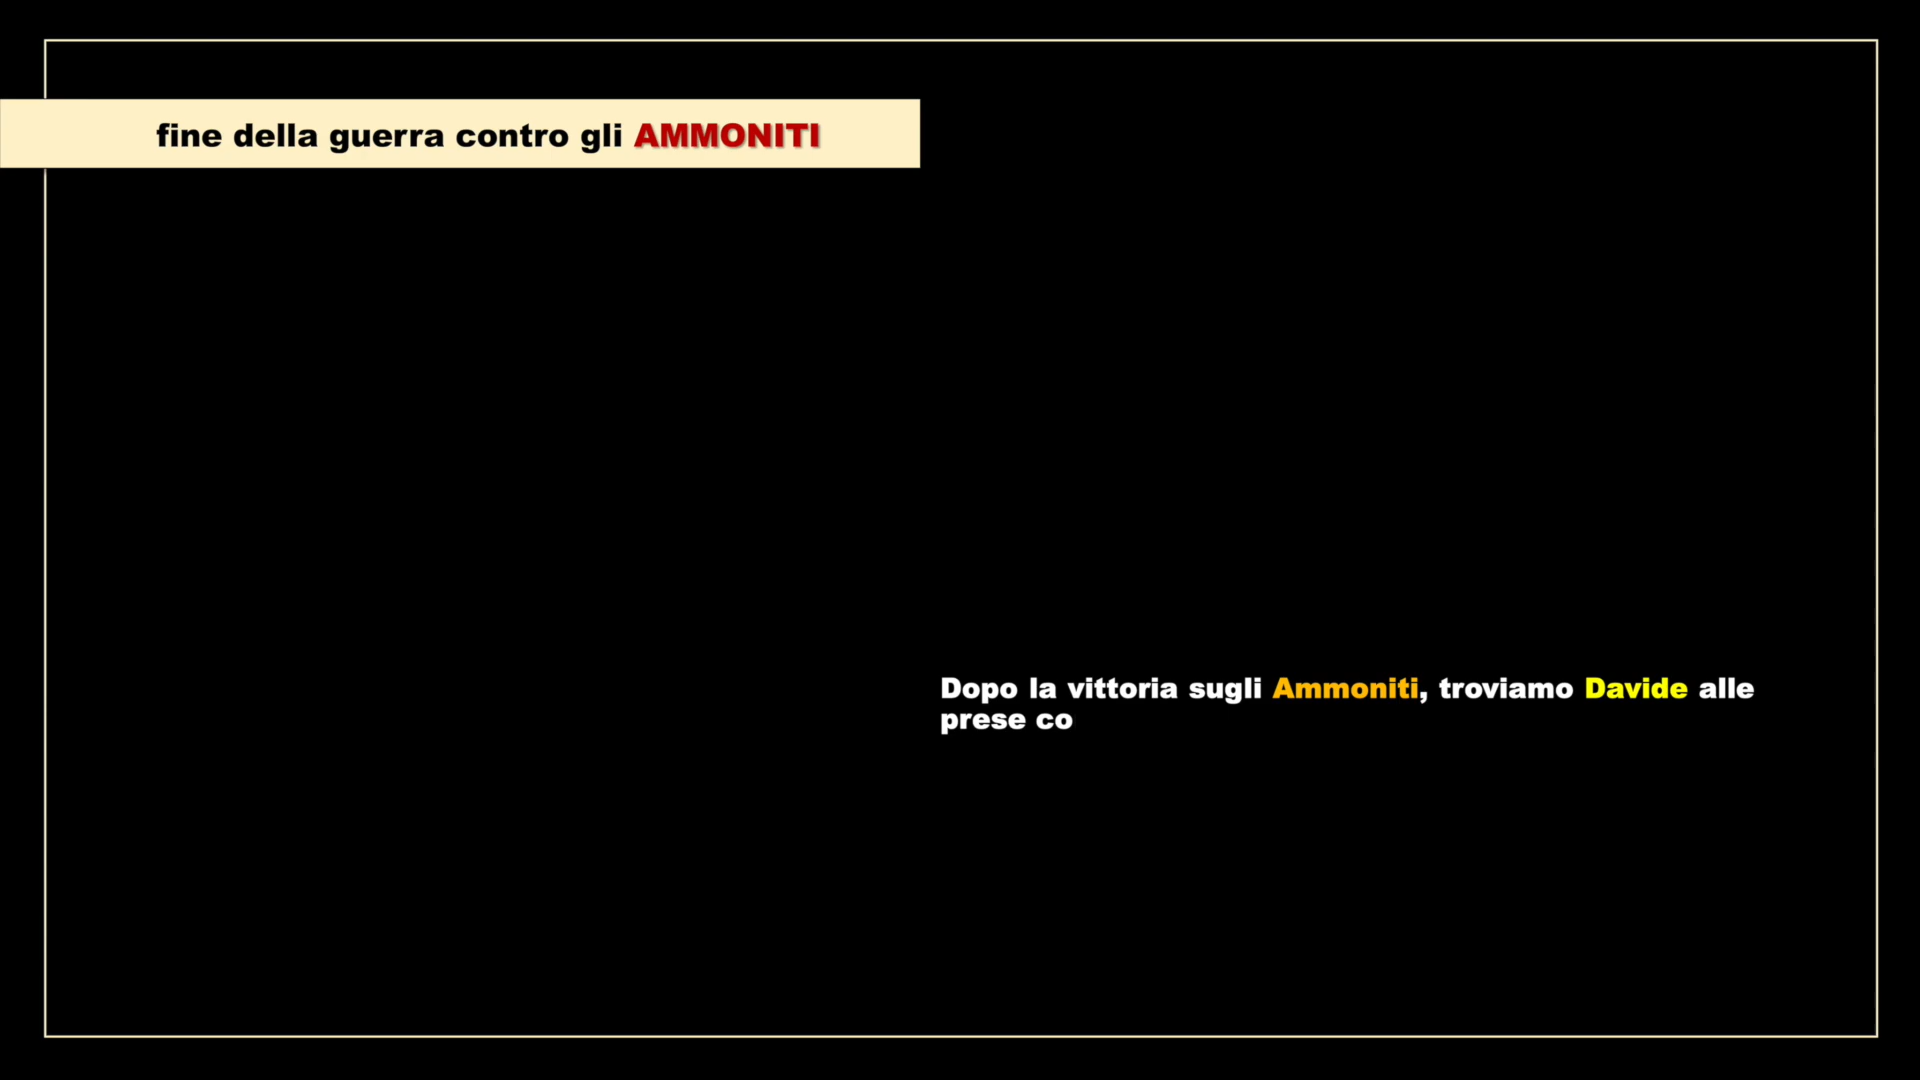 fine della guerra contro gli AMMONITI
Dopo la vittoria sugli Ammoniti, troviamo Davide alle
prese co